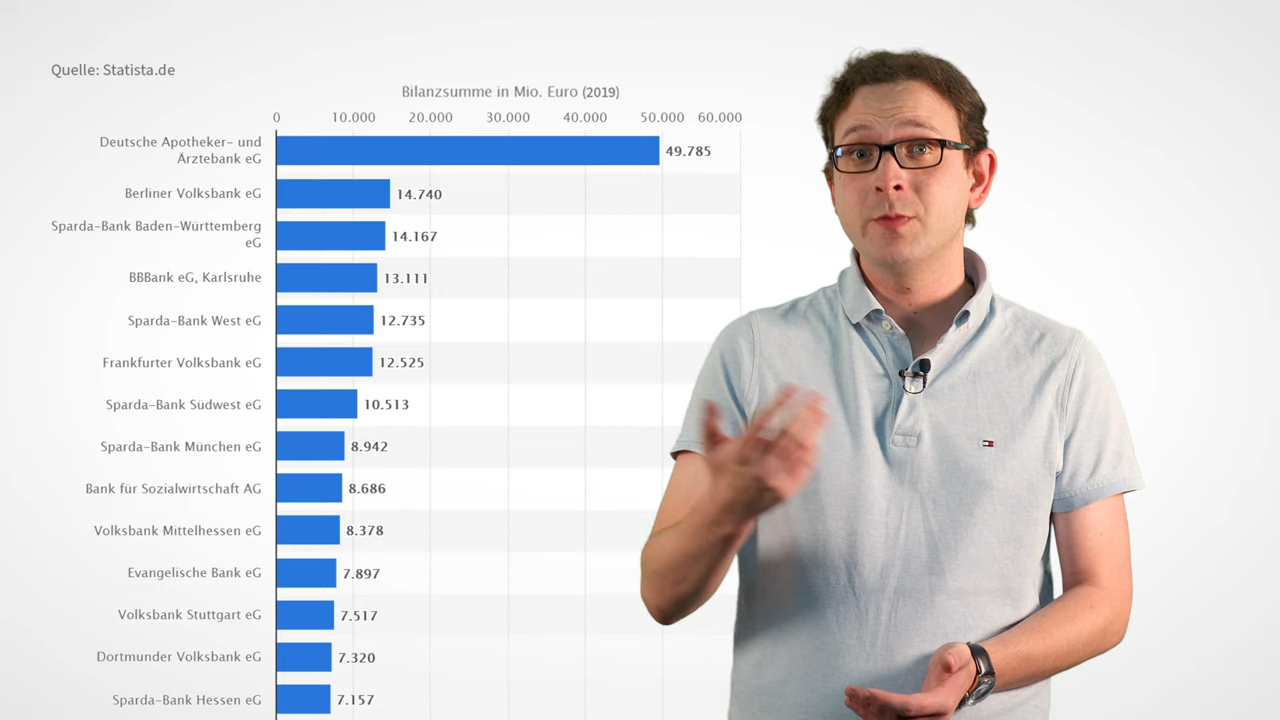 Quelle: Statista.de
Bilanzsumme in Mio. Euro (2019)
0 10.000 20.000 30.000 40.000 50.000 60.000
Deutsche Apotheker- und
Ärztebank eG
49.785
Berliner Volksbank eG 14.740
Sparda-Bank Baden-Württemberg
eG
14.167
BBBank eG, Karlsruhe 13.111
Sparda-Bank West eG 12.735
Frankfurter Volksbank eG 12.525
Sparda-Bank Südwest eG 10.513
Sparda-Bank München eG 8.942
Bank für Sozialwirtschaft AG 8.686
Volksbank Mittelhessen eG 8.378
Evangelische Bank eG 7.897
Volksbank Stuttgart eG 7.517
Dortmunder Volksbank eG 7.320
Sparda-Bank Hessen eG 7.157